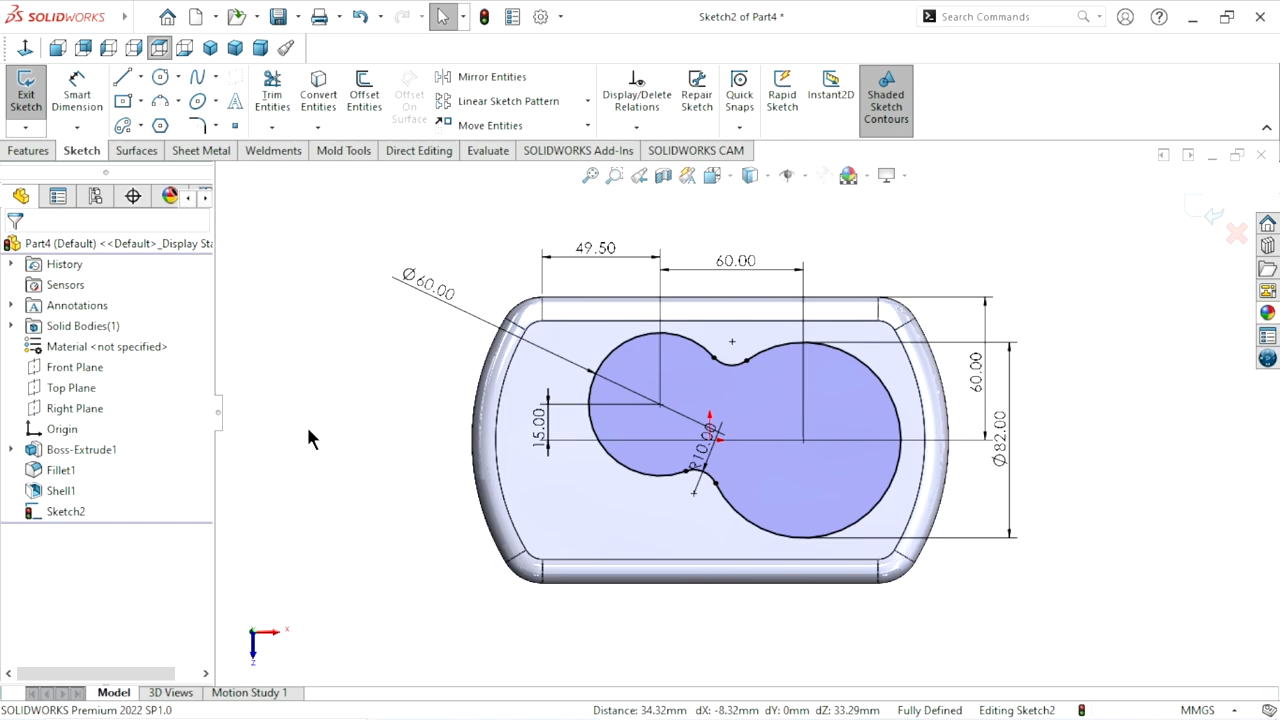 SOLIDWORKS
Sketch2 of Part4 *
Search Commands
Exit Sketch
Smart Dimension
Trim Entities
Convert Entities
Offset Entities
Offset On Surface
Mirror Entities
Linear Sketch Pattern
Move Entities
Display/Delete Relations
Repair Sketch
Quick Snaps
Rapid Sketch
Instant2D
Shaded Sketch Contours
Features
Sketch
Surfaces
Sheet Metal
Weldments
Mold Tools
Direct Editing
Evaluate
SOLIDWORKS Add-Ins
SOLIDWORKS CAM
Part4 (Default) <<Default>_Display Sta
History
Sensors
Annotations
Solid Bodies(1)
Material <not specified>
Front Plane
Top Plane
Right Plane
Origin
Boss-Extrude1
Fillet1
Shell1
Sketch2
49.50
60.00
Ø60.00
15.00
R10.00
60.00
Ø82.00
x
z
Model
3D Views
Motion Study 1
SOLIDWORKS Premium 2022 SP1.0
Distance: 34.32mm dX: -8.32mm dY: 0mm dZ: 33.29mm
Fully Defined
Editing Sketch2
MMGS